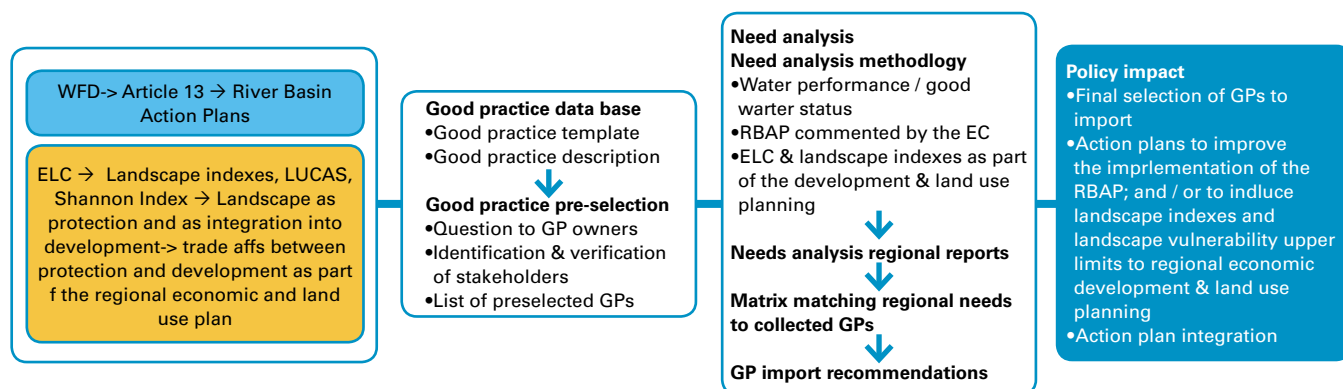 WFD-> Article 13 → River Basin
Action Plans
ELC → Landscape indexes, LUCAS,
Shannon Index → Landscape as
protection and as integration into
development-> trade affs between
protection and development as part
f the regional economic and land
use plan
Good practice data base
•Good practice template
•Good practice description
Good practice pre-selection
•Question to GP owners
•Identification & verification
of stakeholders
•List of preselected GPs
Need analysis
Need analysis methodlogy
•Water performance / good
warter status
•RBAP commented by the EC
•ELC & landscape indexes as part
of the development & land use
planning
Needs analysis regional reports
Matrix matching regional needs
to collected GPs
GP import recommendations
Policy impact
•Final selection of GPs to
import
•Action plans to improve
the imprlementation of the
RBAP; and / or to indluce
landscape indexes and
landscape vulnerability upper
limits to regional economic
development & land use
planning
•Action plan integration